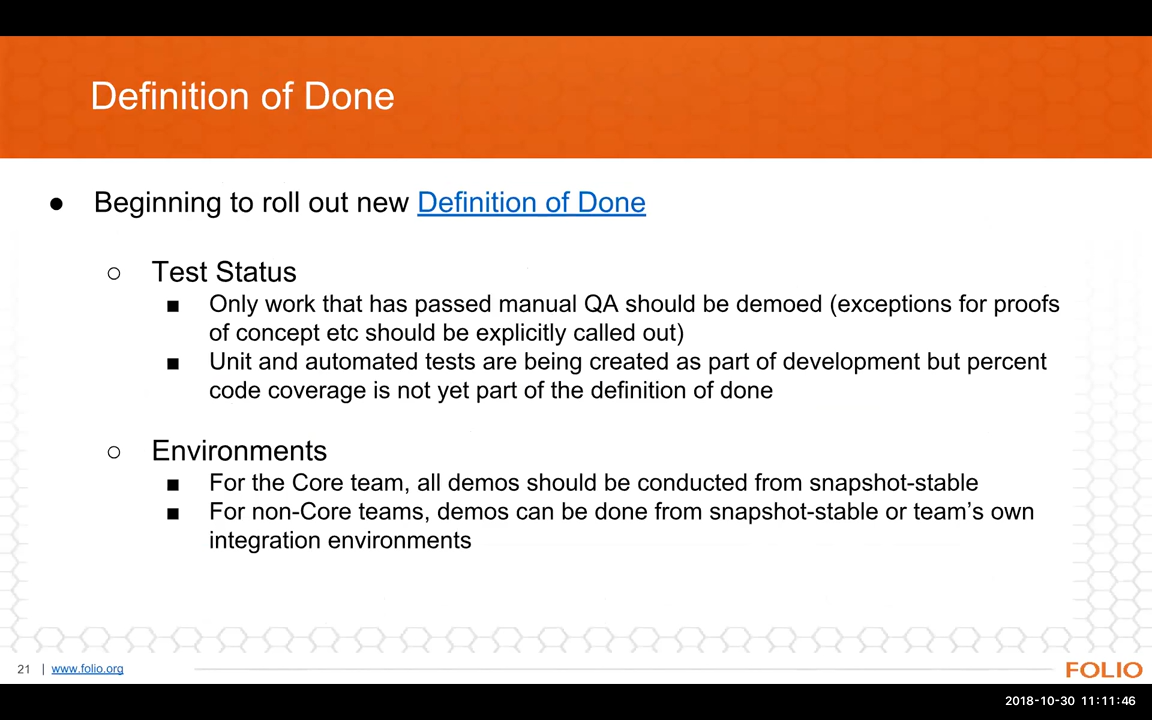 Definition of Done
● Beginning to roll out new Definition of Done
○ Test Status
■ Only work that has passed manual QA should be demoed (exceptions for proofs
of concept etc should be explicitly called out)
■ Unit and automated tests are being created as part of development but percent
code coverage is not yet part of the definition of done
○ Environments
■ For the Core team, all demos should be conducted from snapshot-stable
■ For non-Core teams, demos can be done from snapshot-stable or team’s own
integration environments
21 | www.folio.org
FOLIO
2018-10-30 11:11:46